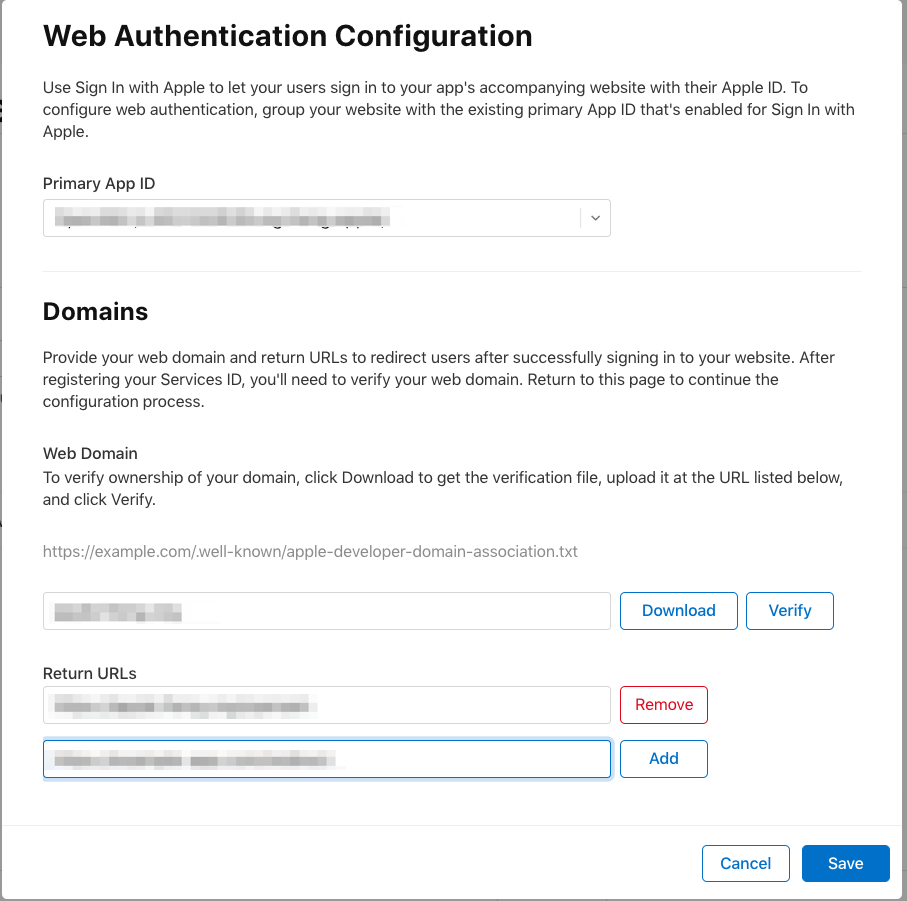 Web Authentication Configuration
Use Sign In with Apple to let your users sign in to your app's accompanying website with their Apple ID. To
configure web authentication, group your website with the existing primary App ID that's enabled for Sign In with
Apple.
Primary App ID
Domains
Provide your web domain and return URLs to redirect users after successfully signing in to your website. After
registering your Services ID, you'll need to verify your web domain. Return to this page to continue the
configuration process.
Web Domain
To verify ownership of your domain, click Download to get the verification file, upload it at the URL listed below,
and click Verify.
https://example.com/.well-known/apple-developer-domain-association.txt
Download Verify
Return URLs
Remove
Add
Cancel Save